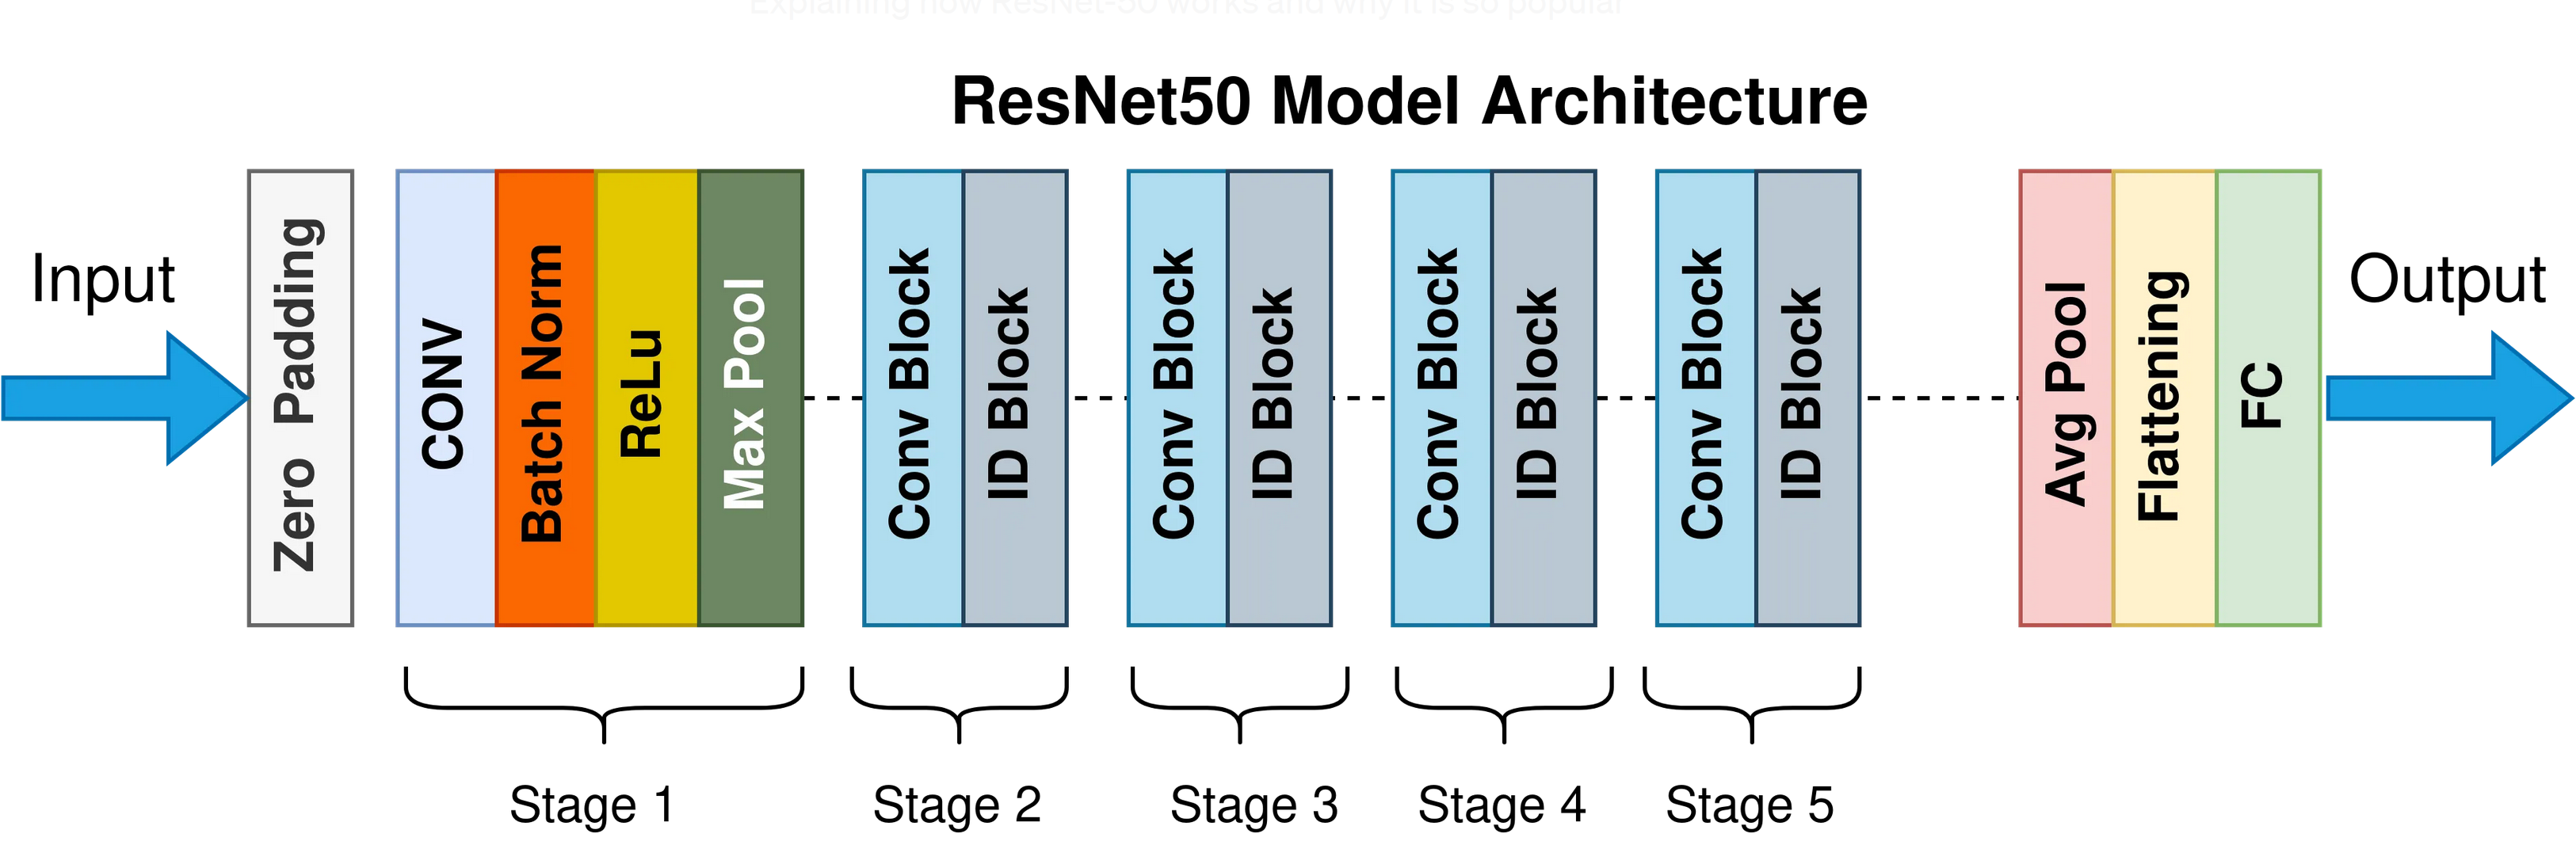 Explaining how ResNet-50 works and why it is so popular
ResNet50 Model Architecture
Input
Zero Padding
CONV
Batch Norm
ReLu
Max Pool
Conv Block
ID Block
Conv Block
ID Block
Conv Block
ID Block
Conv Block
ID Block
Avg Pool
Flattening
FC
Output
Stage 1
Stage 2
Stage 3
Stage 4
Stage 5